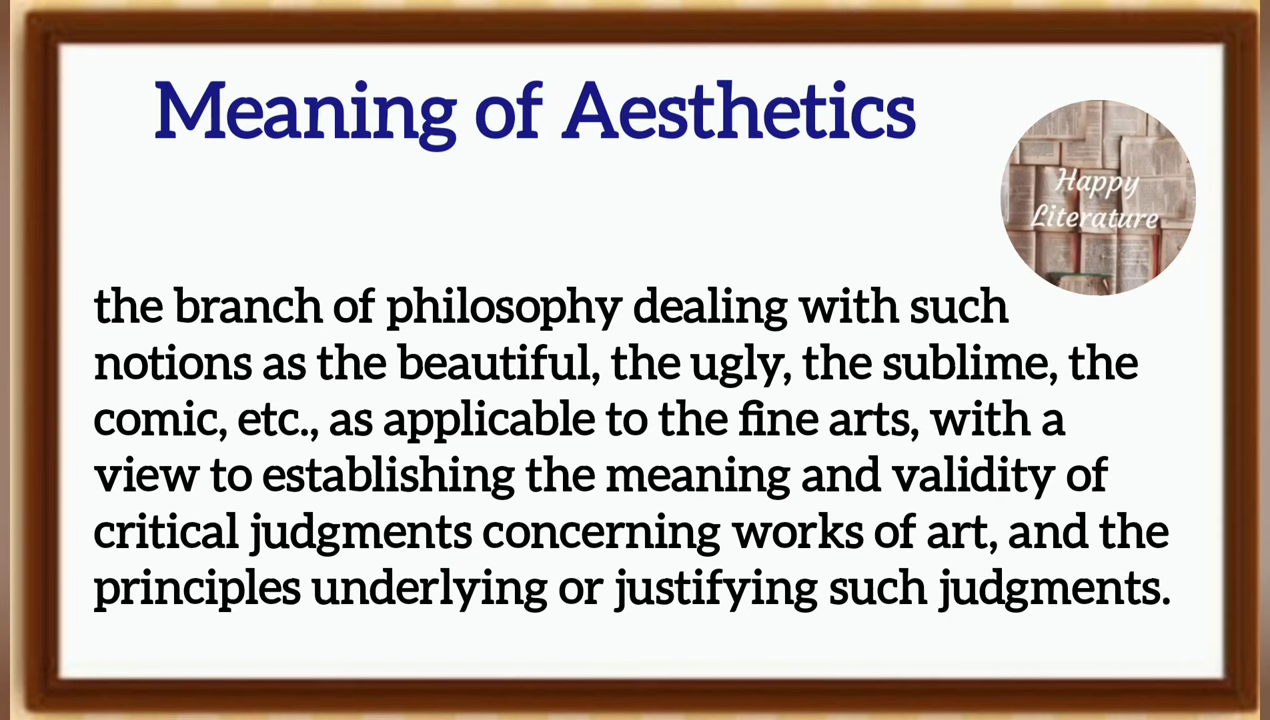 Meaning of Aesthetics
Happy
Literature
the branch of philosophy dealing with such
notions as the beautiful, the ugly, the sublime, the
comic, etc., as applicable to the fine arts, with a
view to establishing the meaning and validity of
critical judgments concerning works of art, and the
principles underlying or justifying such judgments.